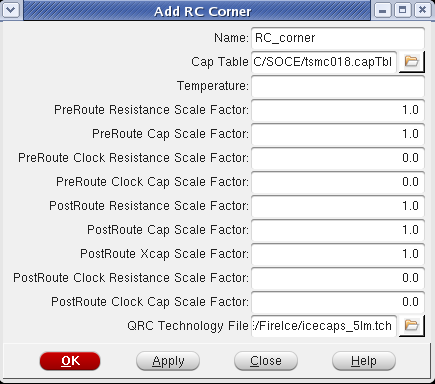 Add RC Corner
Name: RC_corner
Cap Table C/SOCE/tsmc018.capTbl
Temperature:
PreRoute Resistance Scale Factor: 1.0
PreRoute Cap Scale Factor: 1.0
PreRoute Clock Resistance Scale Factor: 0.0
PreRoute Clock Cap Scale Factor: 0.0
PostRoute Resistance Scale Factor: 1.0
PostRoute Cap Scale Factor: 1.0
PostRoute Xcap Scale Factor: 1.0
PostRoute Clock Resistance Scale Factor: 0.0
PostRoute Clock Cap Scale Factor: 0.0
QRC Technology File :/FireIce/icecaps_5lm.tch
OK Apply Close Help